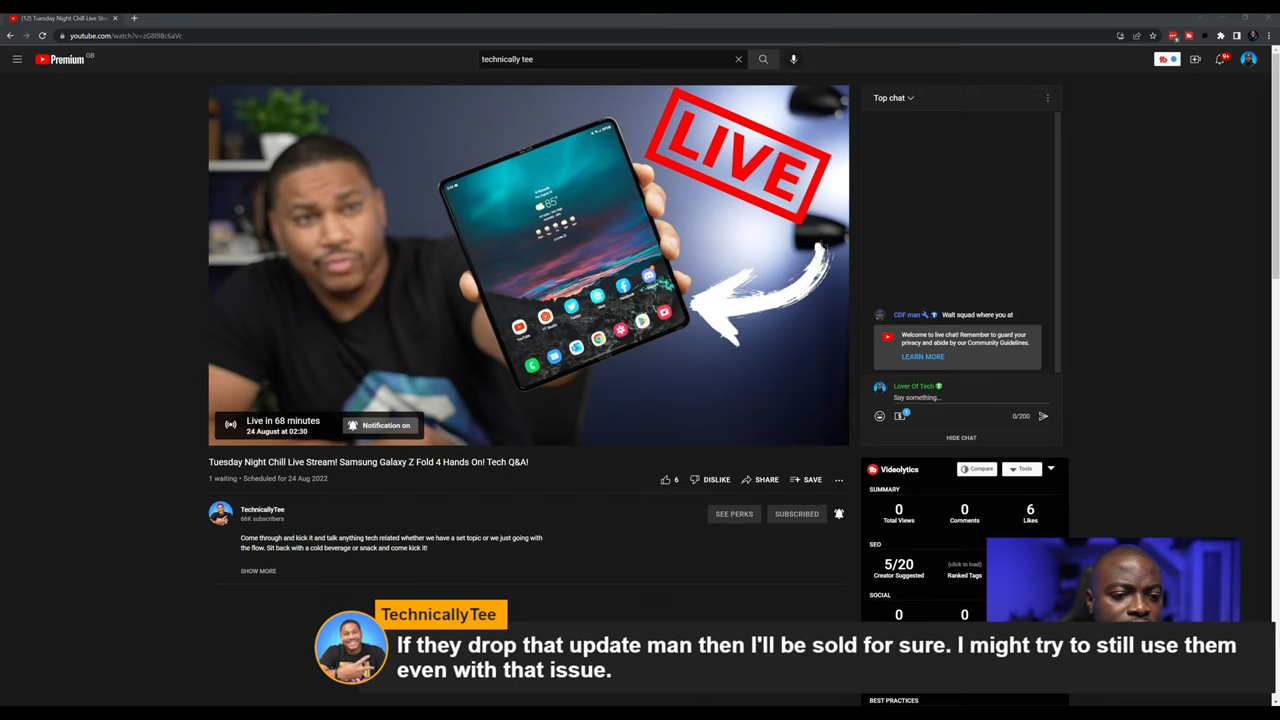 (12) Tuesday Night Chill Live Stre
youtube.com/watch?v=zG8I9Bc6aVc
Premium GB
technically tee
9+
LIVE
85°
YouTube
YT Studio
Twitter
Facebook
Live in 68 minutes
24 August at 02:30
Notification on
Top chat
CDF man Wait squad where you at
Welcome to live chat! Remember to guard your
privacy and abide by our Community Guidelines.
LEARN MORE
Lover Of Tech
Say something...
0/200
HIDE CHAT
Tuesday Night Chill Live Stream! Samsung Galaxy Z Fold 4 Hands On! Tech Q&A!
1 waiting • Scheduled for 24 Aug 2022
6 DISLIKE SHARE SAVE
TechnicallyTee
66K subscribers
SEE PERKS SUBSCRIBED
Come through and kick it and talk anything tech related whether we have a set topic or we just going with
the flow. Sit back with a cold beverage or snack and come kick it!
SHOW MORE
Videolytics Compare Tools
SUMMARY
0 0 6
Total Views Comments Likes
SEO
5/20 (click to load)
Creator Suggested Ranked Tags
SOCIAL
0 0
BEST PRACTICES
TechnicallyTee
If they drop that update man then I'll be sold for sure. I might try to still use them
even with that issue.